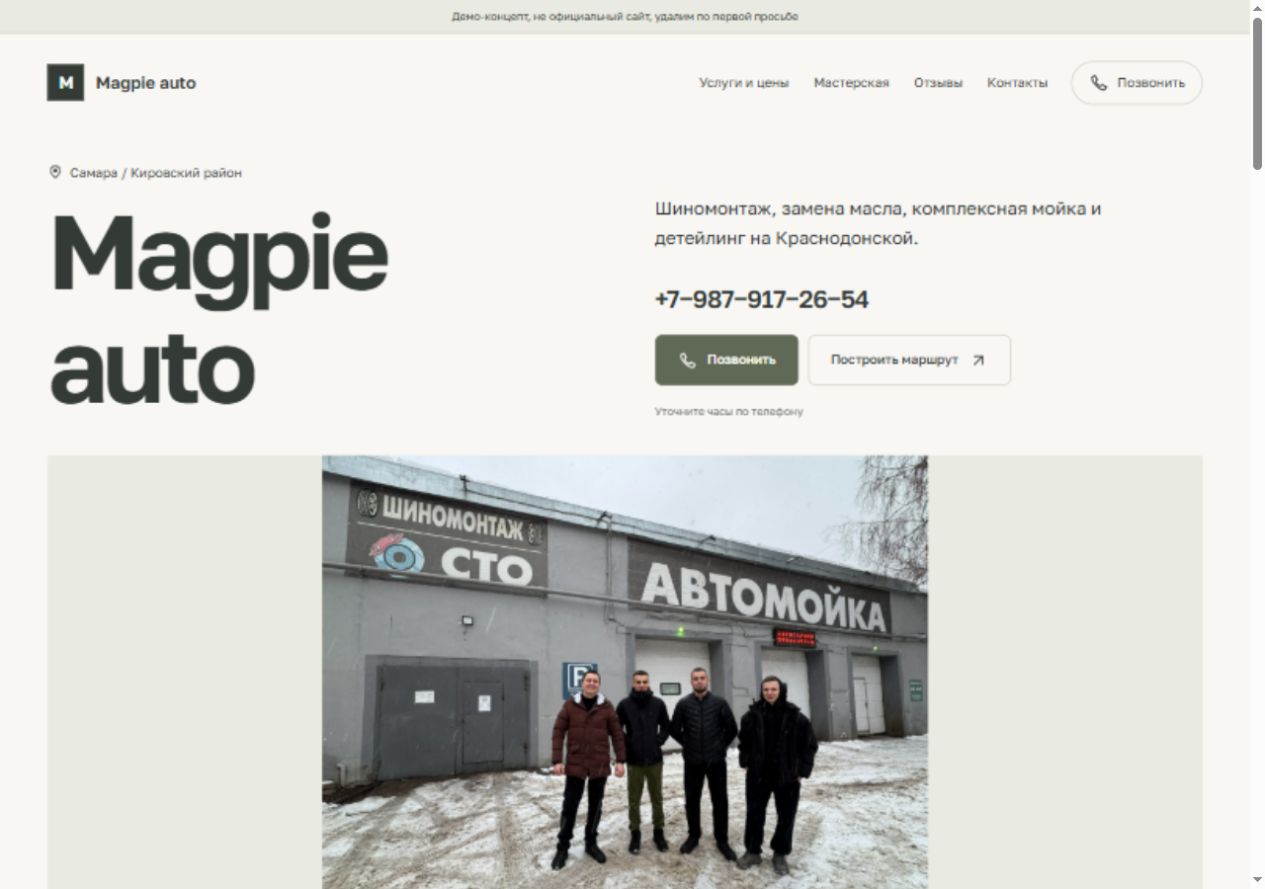 Демо-концепт, не официальный сайт, удалим по первой просьбе
M Magpie auto
Услуги и цены Мастерская Отзывы Контакты Позвонить
Самара / Кировский район
Magpie
auto
Шиномонтаж, замена масла, комплексная мойка и
детейлинг на Краснодонской.
+7-987-917-26-54
Позвонить Построить маршрут
Уточните часы по телефону
ШИНОМОНТАЖ
СТО
АВТОМОЙКА
P